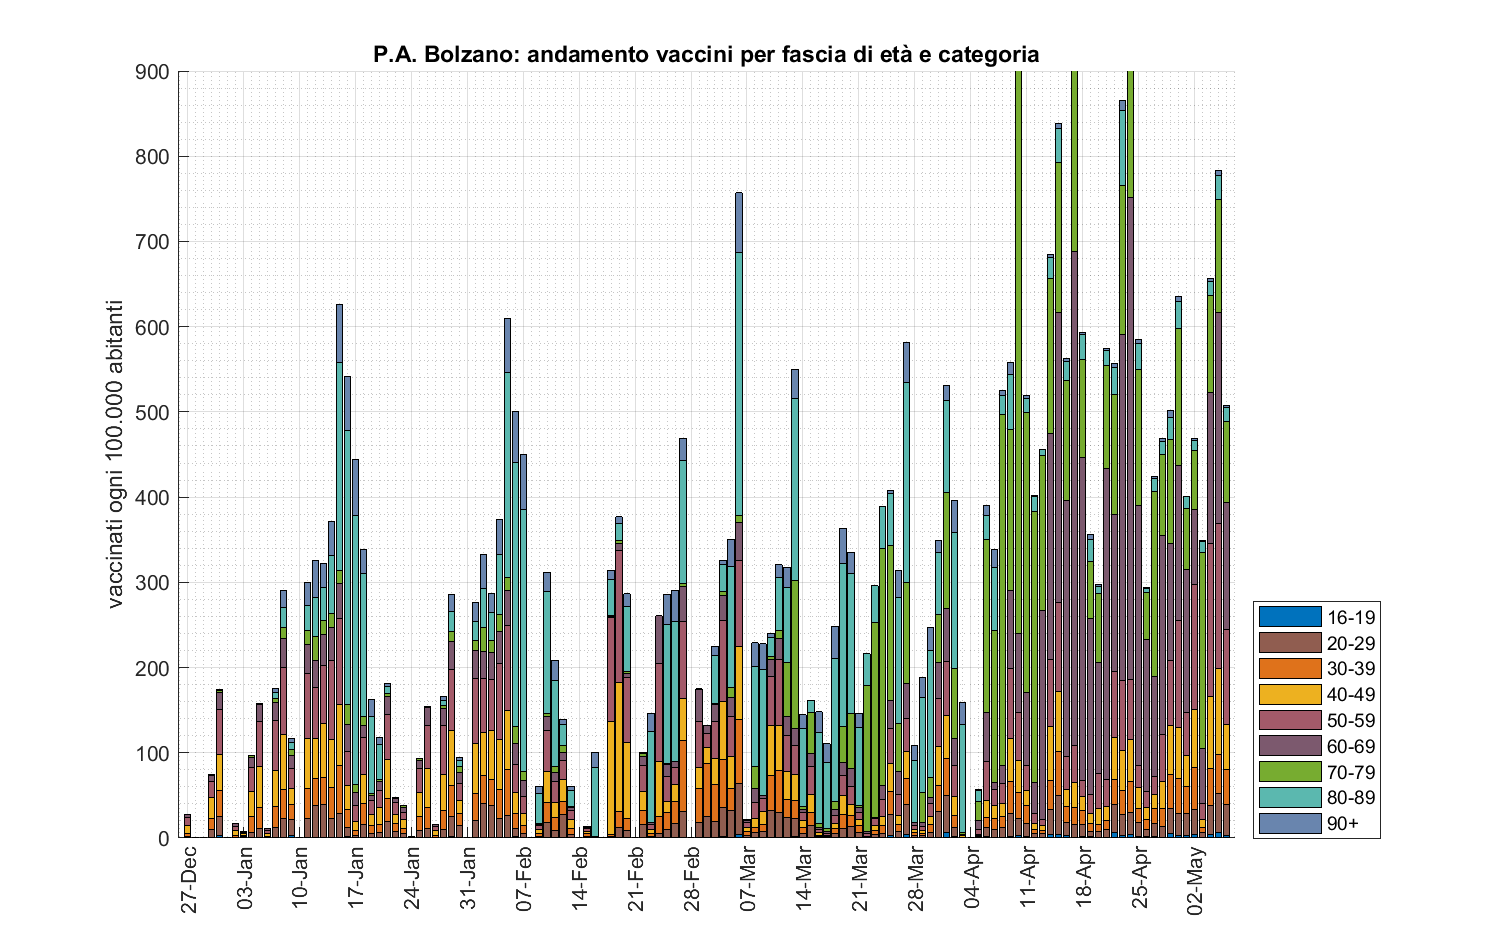 P.A. Bolzano: andamento vaccini per fascia di età e categoria
vaccinati ogni 100.000 abitanti
900
800
700
600
500
400
300
200
100
0
27-Dec
03-Jan
10-Jan
17-Jan
24-Jan
31-Jan
07-Feb
14-Feb
21-Feb
28-Feb
07-Mar
14-Mar
21-Mar
28-Mar
04-Apr
11-Apr
18-Apr
25-Apr
02-May
16-19
20-29
30-39
40-49
50-59
60-69
70-79
80-89
90+